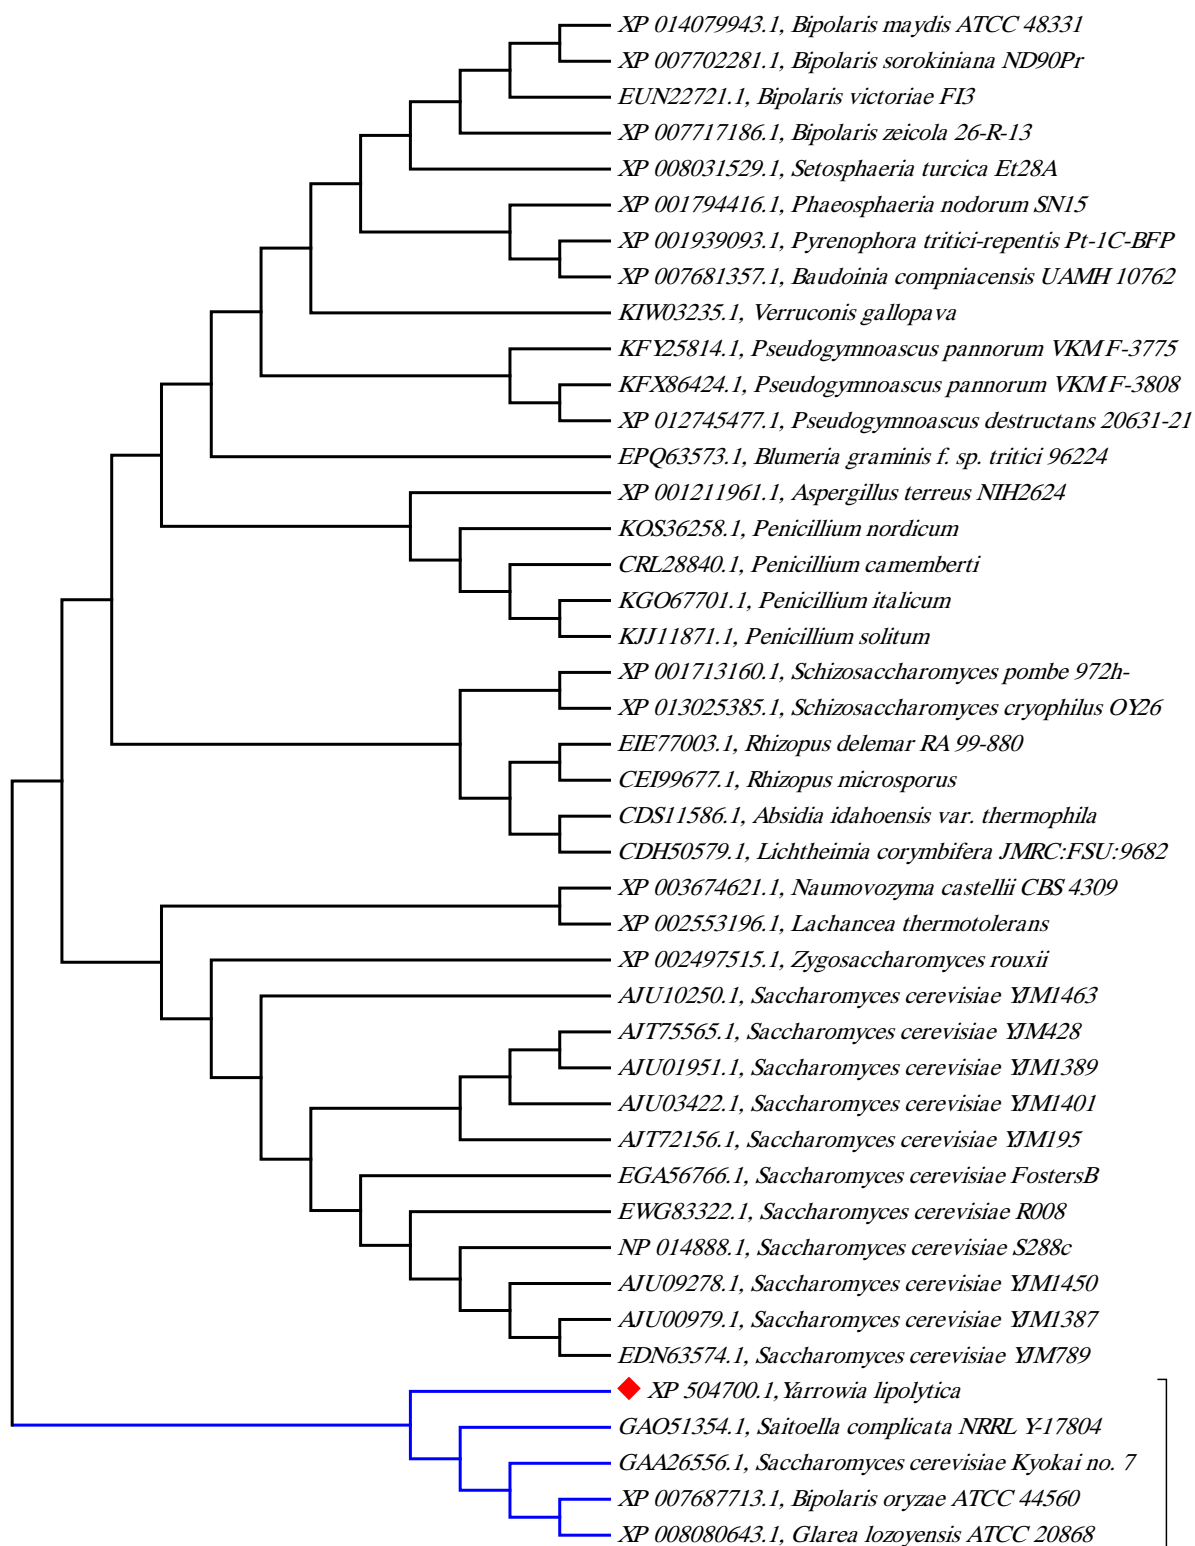 XP 014079943.1, Bipolaris maydis ATCC 48331
XP 007702281.1, Bipolaris sorokiniana ND90Pr
EUN22721.1, Bipolaris victoriae FI3
XP 007717186.1, Bipolaris zeicola 26-R-13
XP 008031529.1, Setosphaeria turcica Et28A
XP 001794416.1, Phaeosphaeria nodorum SN15
XP 001939093.1, Pyrenophora tritici-repentis Pt-1C-BFP
XP 007681357.1, Baudoinia compniacensis UAMH 10762
KIW03235.1, Verruconis gallopava
KFY25814.1, Pseudogymnoascus pannorum VKM F-3775
KFX86424.1, Pseudogymnoascus pannorum VKM F-3808
XP 012745477.1, Pseudogymnoascus destructans 20631-21
EPQ63573.1, Blumeria graminis f. sp. tritici 96224
XP 001211961.1, Aspergillus terreus NIH2624
KOS36258.1, Penicillium nordicum
CRL28840.1, Penicillium camemberti
KGO67701.1, Penicillium italicum
KJJ11871.1, Penicillium solitum
XP 001713160.1, Schizosaccharomyces pombe 972h-
XP 013025385.1, Schizosaccharomyces cryophilus OY26
EIE77003.1, Rhizopus delemar RA 99-880
CEI99677.1, Rhizopus microsporus
CDS11586.1, Absidia idahoensis var. thermophila
CDH50579.1, Lichtheimia corymbifera JMRC:FSU:9682
XP 003674621.1, Naumovozyma castellii CBS 4309
XP 002553196.1, Lachancea thermotolerans
XP 002497515.1, Zygosaccharomyces rouxii
AJU10250.1, Saccharomyces cerevisiae YJM1463
AJT75565.1, Saccharomyces cerevisiae YJM428
AJU01951.1, Saccharomyces cerevisiae YJM1389
AJU03422.1, Saccharomyces cerevisiae YJM1401
AJT72156.1, Saccharomyces cerevisiae YJM195
EGA56766.1, Saccharomyces cerevisiae FostersB
EWG83322.1, Saccharomyces cerevisiae R008
NP 014888.1, Saccharomyces cerevisiae S288c
AJU09278.1, Saccharomyces cerevisiae YJM1450
AJU00979.1, Saccharomyces cerevisiae YJM1387
EDN63574.1, Saccharomyces cerevisiae YJM789
XP 504700.1,Yarrowia lipolytica
GAO51354.1, Saitoella complicata NRRL Y-17804
GAA26556.1, Saccharomyces cerevisiae Kyokai no. 7
XP 007687713.1, Bipolaris oryzae ATCC 44560
XP 008080643.1, Glarea lozoyensis ATCC 20868